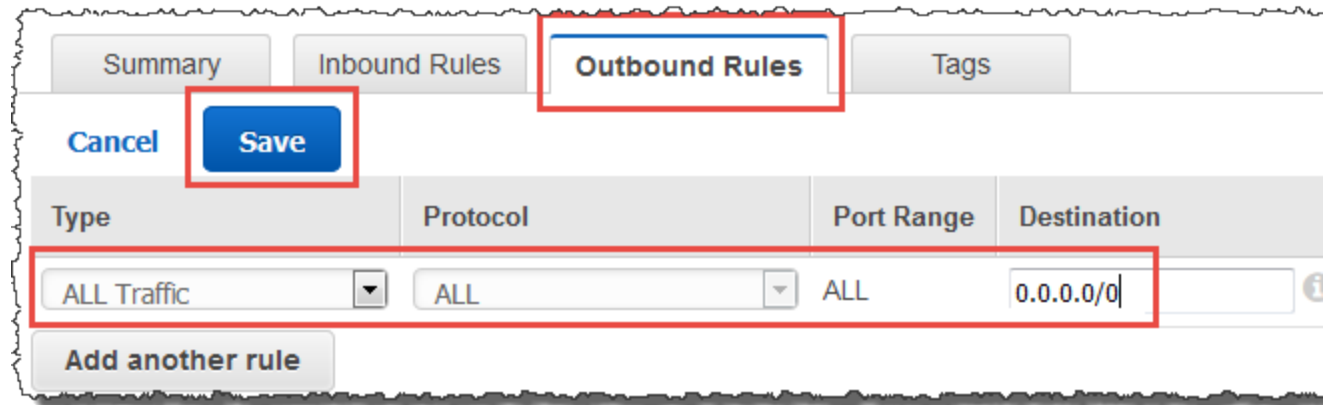 Summary Inbound Rules Outbound Rules Tags
Cancel Save
Type Protocol Port Range Destination
ALL Traffic ALL ALL 0.0.0.0/0
Add another rule